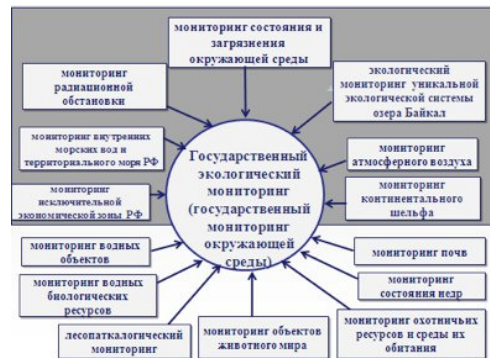 мониторинг состояния и
загрязнения
окружающей среды
мониторинг
радиационной
обстановки
экологический
мониторинг уникальной
экологической системы
озера Байкал
мониторинг внутренних
морских вод и
территориального моря РФ
мониторинг
атмосферного воздуха
мониторинг
исключительной
экономической зоны РФ
мониторинг
континентального
шельфа
Государственный
экологический
мониторинг
(государственный
мониторинг
окружающей
среды)
мониторинг водных
объектов
мониторинг почв
мониторинг водных
биологических
ресурсов
мониторинг
состояния недр
лесопаткалогический
мониторинг
мониторинг объектов
животного мира
мониторинг охотничьих
ресурсов и среды их
обитания